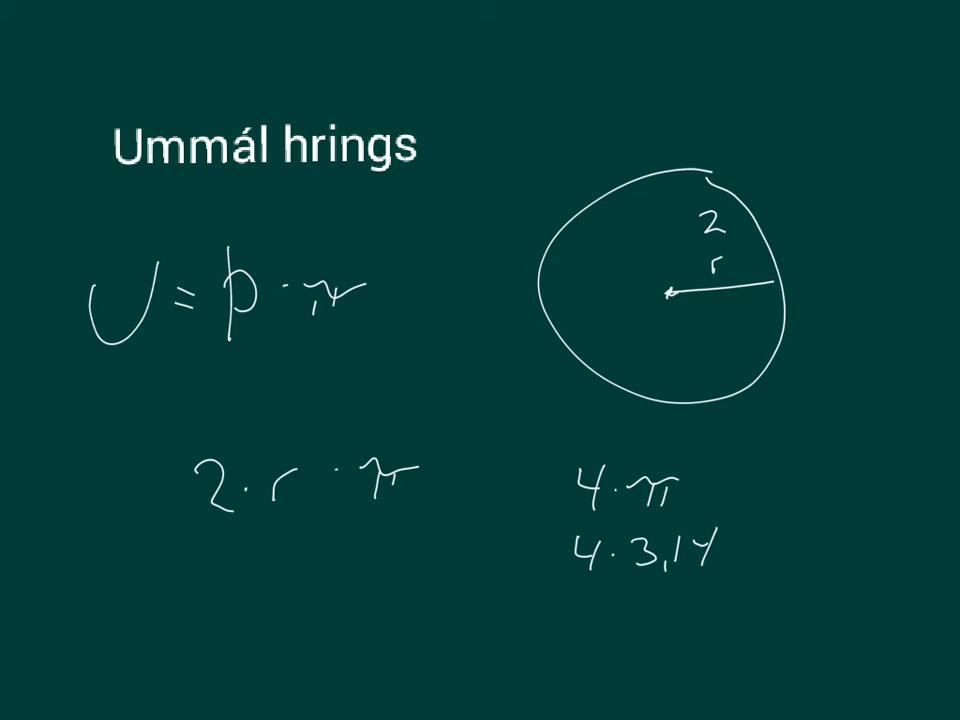 Ummál hrings
U = þ · π
2
r
2 · r · π
4 · π
4 · 3,14